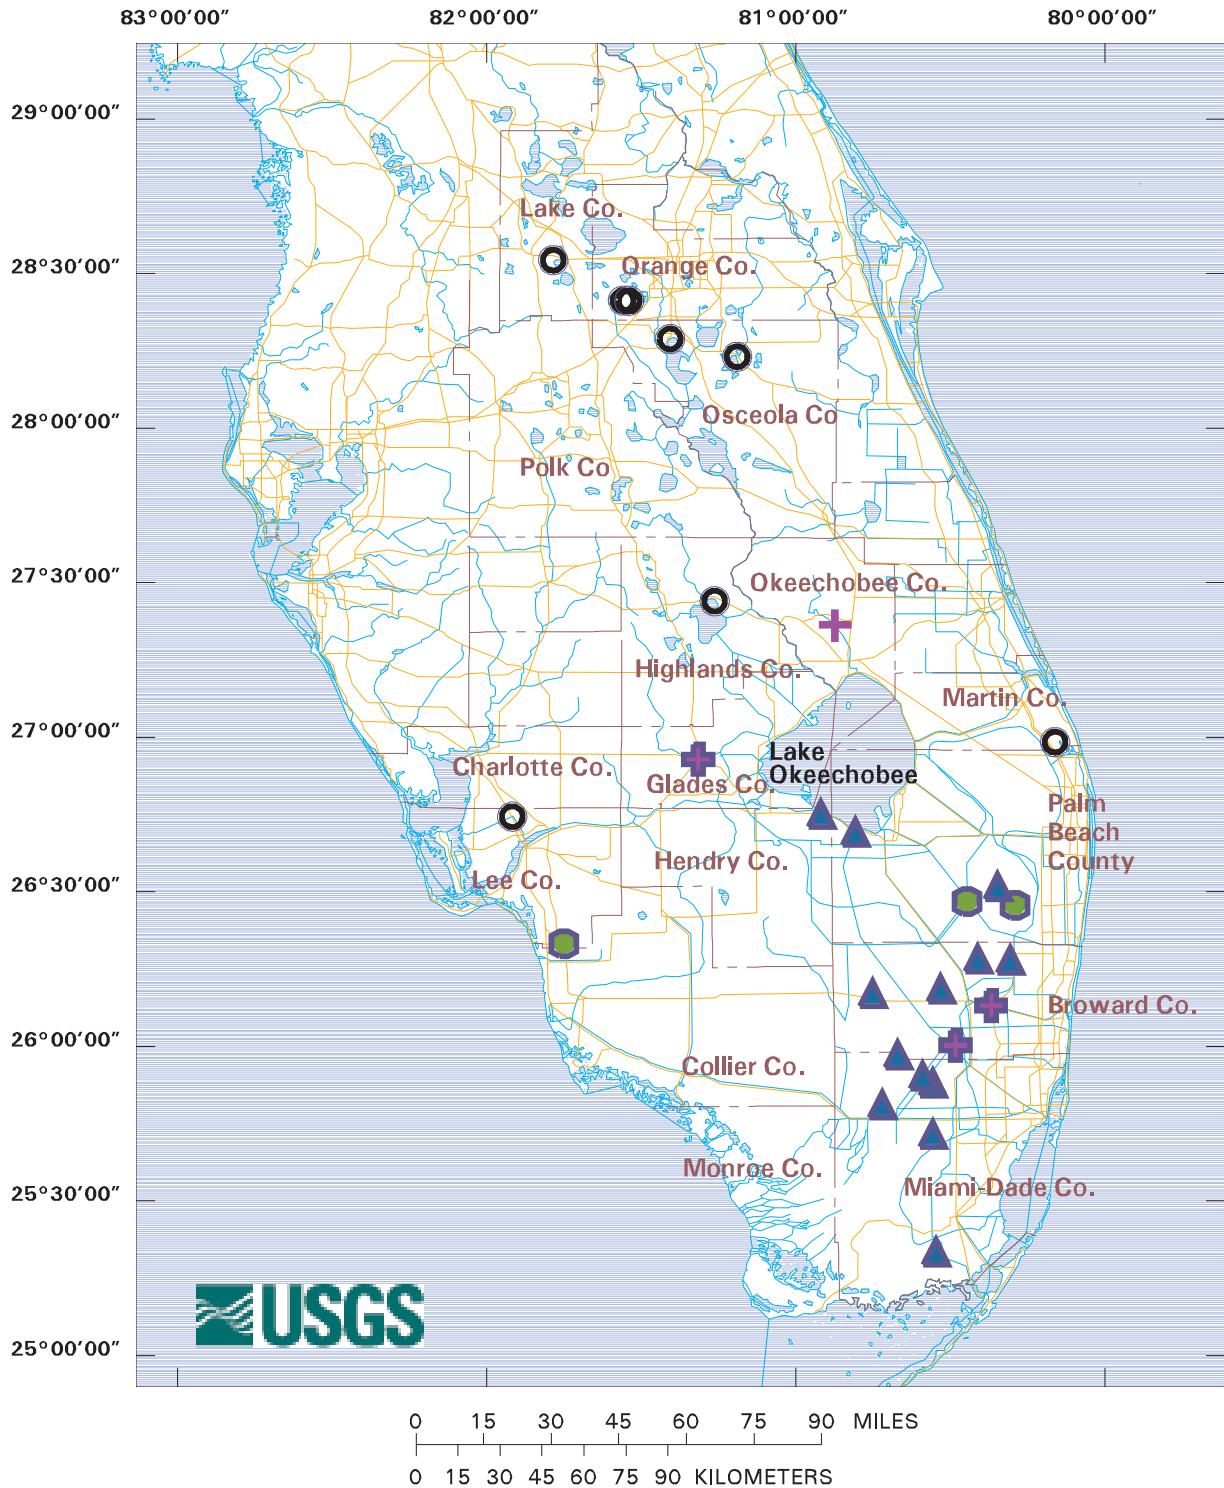 83°00′00″ 82°00′00″ 81°00′00″ 80°00′00″
29°00′00″
Lake Co.
28°30′00″
Orange Co.
28°00′00″
Osceola Co
Polk Co
27°30′00″
Okeechobee Co.
Highlands Co.
Martin Co.
27°00′00″
Lake
Okeechobee
Charlotte Co.
Glades Co.
Palm
Beach
County
Hendry Co.
Lee Co.
26°30′00″
Broward Co.
26°00′00″
Collier Co.
Monroe Co.
Miami-Dade Co.
25°30′00″
USGS
25°00′00″
0 15 30 45 60 75 90 MILES
0 15 30 45 60 75 90 KILOMETERS